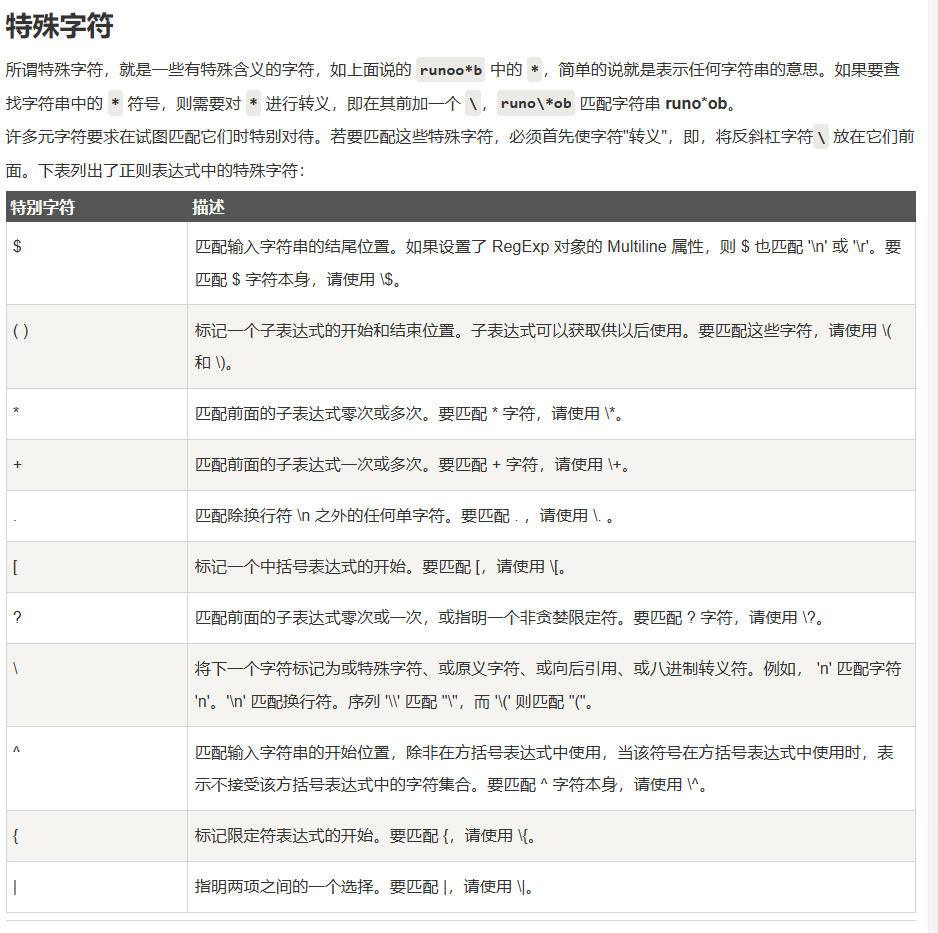 特殊字符
所谓特殊字符，就是一些有特殊含义的字符，如上面说的 runoo*b 中的 *，简单的说就是表示任何字符串的意思。如果要查
找字符串中的 * 符号，则需要对 * 进行转义，即在其前加一个 \，runo\*ob 匹配字符串 runo*ob。
许多元字符要求在试图匹配它们时特别对待。若要匹配这些特殊字符，必须首先使字符"转义"，即，将反斜杠字符\ 放在它们前
面。下表列出了正则表达式中的特殊字符：
特别字符 描述
$ 匹配输入字符串的结尾位置。如果设置了 RegExp 对象的 Multiline 属性，则 $ 也匹配 '\n' 或 '\r'。要
匹配 $ 字符本身，请使用 \$。
( ) 标记一个子表达式的开始和结束位置。子表达式可以获取供以后使用。要匹配这些字符，请使用 \(
和 \)。
* 匹配前面的子表达式零次或多次。要匹配 * 字符，请使用 \*。
+ 匹配前面的子表达式一次或多次。要匹配 + 字符，请使用 \+。
. 匹配除换行符 \n 之外的任何单字符。要匹配 . ，请使用 \. 。
[ 标记一个中括号表达式的开始。要匹配 [，请使用 \[。
? 匹配前面的子表达式零次或一次，或指明一个非贪婪限定符。要匹配 ? 字符，请使用 \?。
\ 将下一个字符标记为或特殊字符、或原义字符、或向后引用、或八进制转义符。例如， 'n' 匹配字符
'n'。'\n' 匹配换行符。序列 '\\' 匹配 "\"，而 '\(' 则匹配 "("。
^ 匹配输入字符串的开始位置，除非在方括号表达式中使用，当该符号在方括号表达式中使用时，表
示不接受该方括号表达式中的字符集合。要匹配 ^ 字符本身，请使用 \^。
{ 标记限定符表达式的开始。要匹配 {，请使用 \{。
| 指明两项之间的一个选择。要匹配 |，请使用 \|。